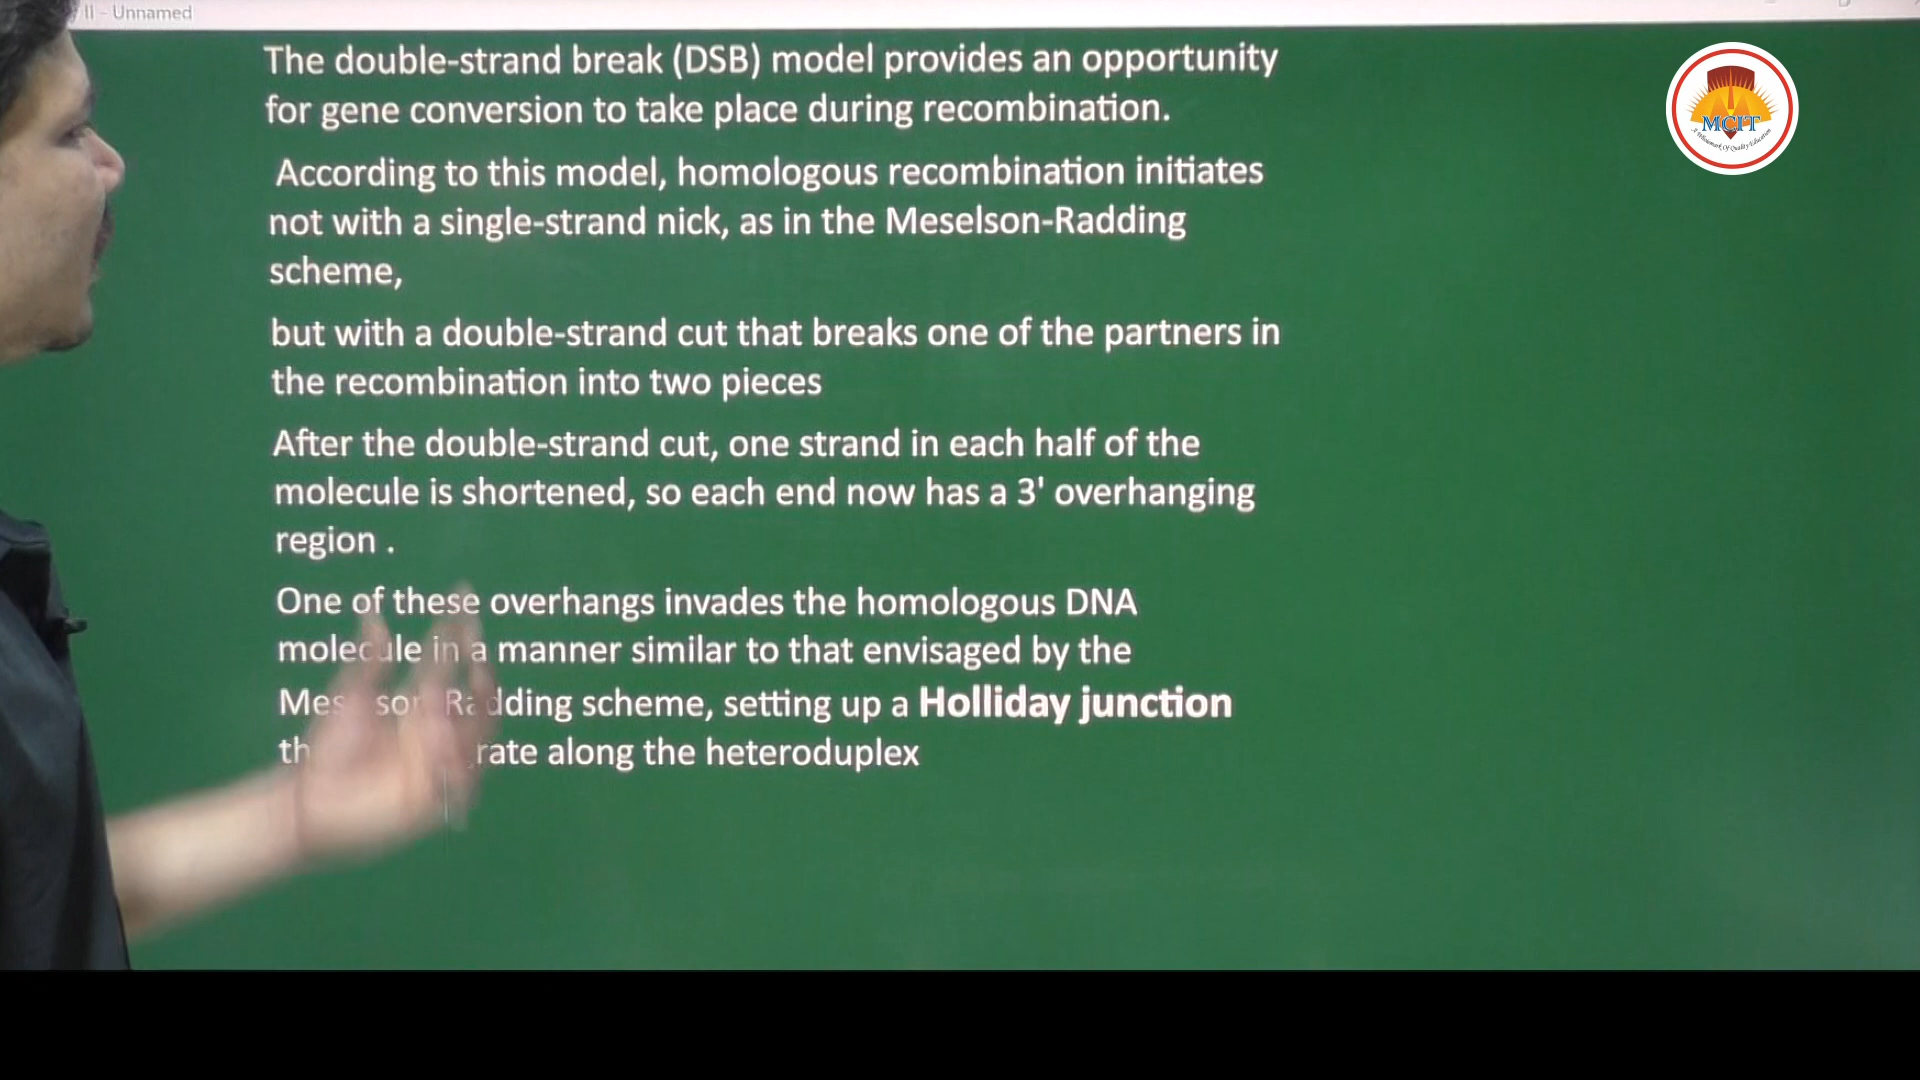 ll - Unnamed
MCIT
The double-strand break (DSB) model provides an opportunity
for gene conversion to take place during recombination.
According to this model, homologous recombination initiates
not with a single-strand nick, as in the Meselson-Radding
scheme,
but with a double-strand cut that breaks one of the partners in
the recombination into two pieces
After the double-strand cut, one strand in each half of the
molecule is shortened, so each end now has a 3' overhanging
region .
One of these overhangs invades the homologous DNA
molecule in a manner similar to that envisaged by the
scheme, setting up a Holliday junction
along the heteroduplex